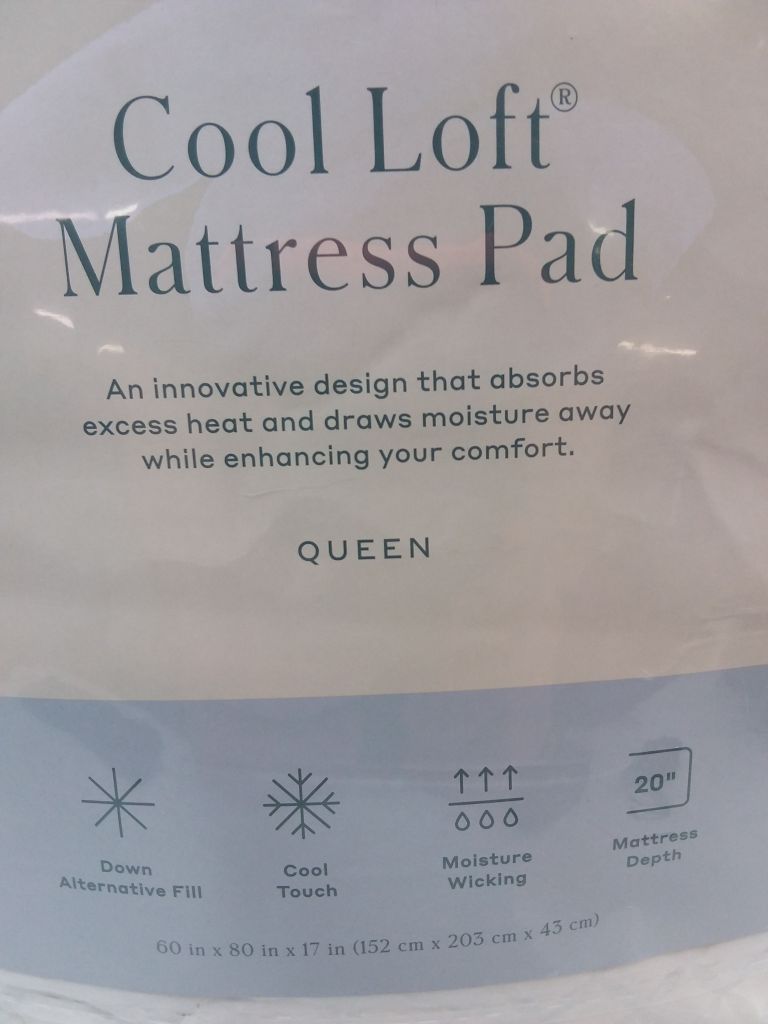 Cool Loft®
Mattress Pad
An innovative design that absorbs
excess heat and draws moisture away
while enhancing your comfort.
QUEEN
20"
Down
Alternative Fill
Cool
Touch
Moisture
Wicking
Mattress
Depth
60 in x 80 in x 17 in (152 cm x 203 cm x 43 cm)